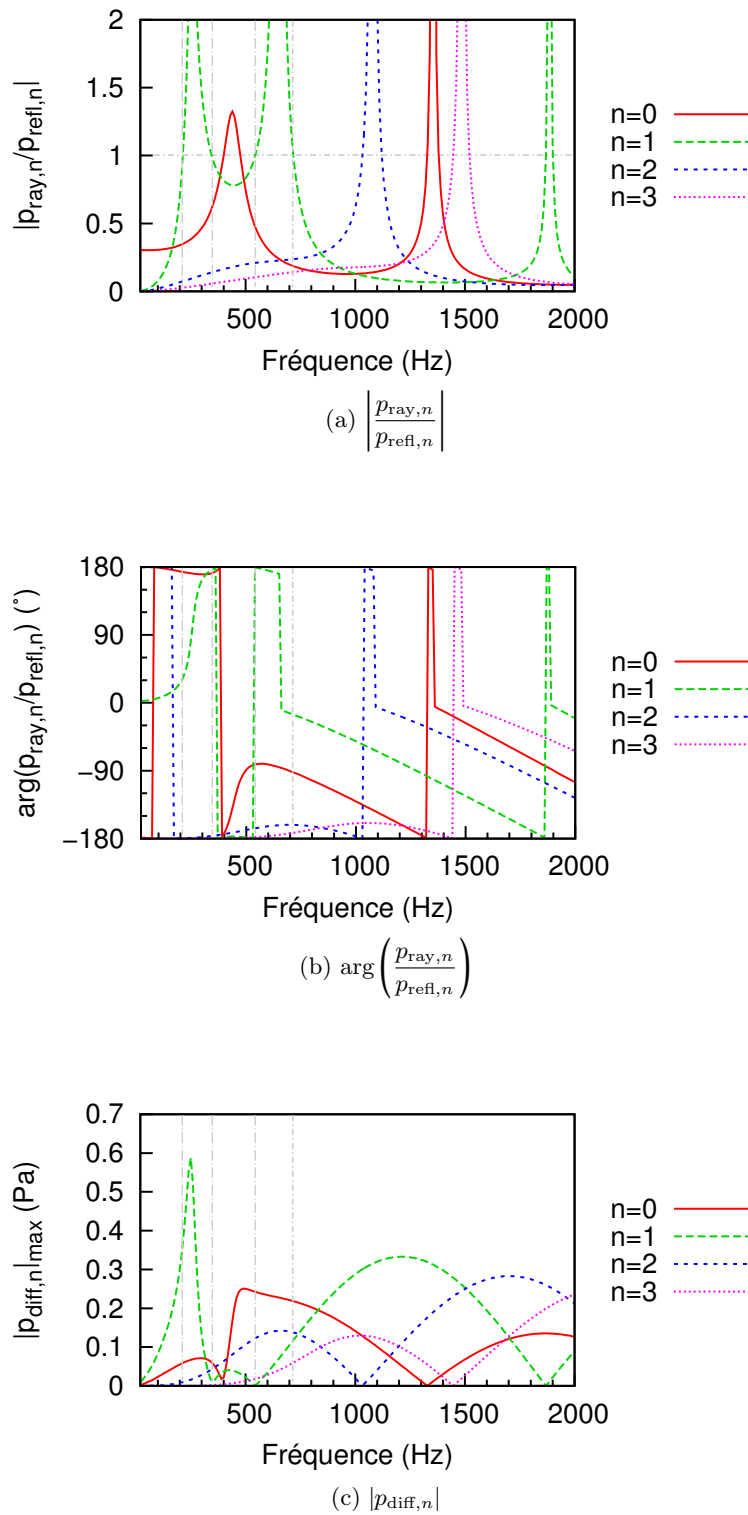 |p_ray,n/p_refl,n|
2
1.5
1
0.5
0
500 1000 1500 2000
Fréquence (Hz)
n=0
n=1
n=2
n=3
(a) |p_ray,n / p_refl,n|
arg(p_ray,n/p_refl,n) (°)
180
90
0
−90
−180
500 1000 1500 2000
Fréquence (Hz)
n=0
n=1
n=2
n=3
(b) arg(p_ray,n / p_refl,n)
|p_diff,n|_max (Pa)
0.7
0.6
0.5
0.4
0.3
0.2
0.1
0
500 1000 1500 2000
Fréquence (Hz)
n=0
n=1
n=2
n=3
(c) |p_diff,n|